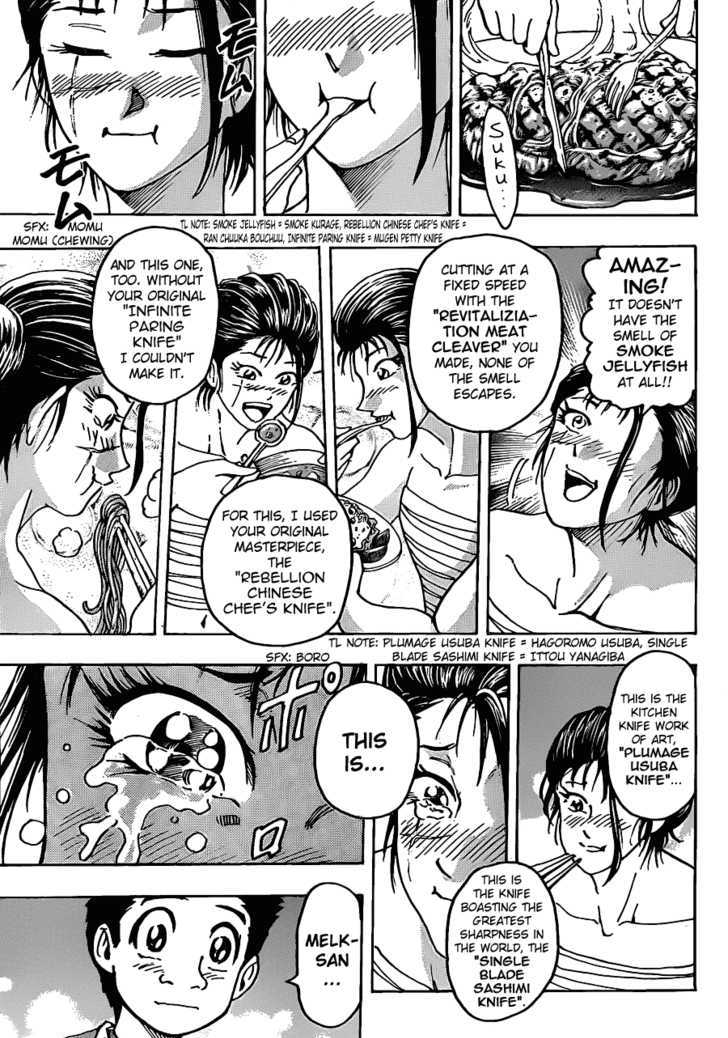 SUKU...
モム
モム
SFX: MOMU
MOMU (CHEWING)
TL NOTE: SMOKE JELLYFISH = SMOKE KURAGE, REBELLION CHINESE CHEF'S KNIFE =
RAN CHUUKA BOUCHUU, INFINITE PARING KNIFE = MUGEN PETTY KNIFE
AMAZ-
ING!
IT DOESN'T
HAVE THE
SMELL OF
SMOKE
JELLYFISH
AT ALL!!
CUTTING AT A
FIXED SPEED
WITH THE
"REVITALIZIA-
TION MEAT
CLEAVER" YOU
MADE, NONE OF
THE SMELL
ESCAPES.
FOR THIS, I USED
YOUR ORIGINAL
MASTERPIECE,
THE
"REBELLION
CHINESE
CHEF'S KNIFE".
AND THIS ONE,
TOO. WITHOUT
YOUR ORIGINAL
"INFINITE
PARING
KNIFE"
I COULDN'T
MAKE IT.
TL NOTE: PLUMAGE USUBA KNIFE = HAGOROMO USUBA, SINGLE
BLADE SASHIMI KNIFE = ITTOU YANAGIBA
SFX: BORO
THIS IS THE
KITCHEN
KNIFE WORK
OF ART,
"PLUMAGE
USUBA
KNIFE"...
THIS IS
THE KNIFE
BOASTING THE
GREATEST
SHARPNESS IN
THE WORLD, THE
"SINGLE
BLADE
SASHIMI
KNIFE".
THIS
IS...
ボロ
MELK-
SAN
...